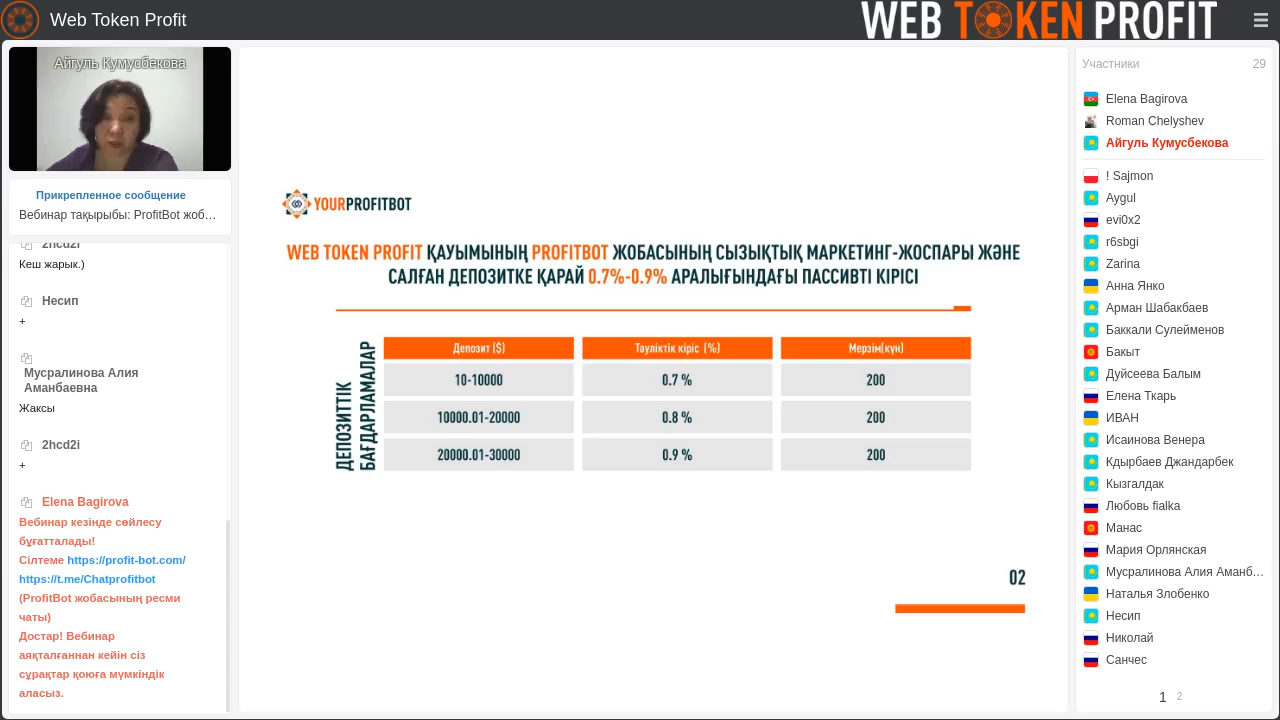 Web Token Profit
WEB TOKEN PROFIT
Айгуль Кумусбекова
Прикрепленное сообщение
Вебинар тақырыбы: ProfitBot жоб…
2hcd2i
Кеш жарык.)
Несип
+
Мусралинова Алия
Аманбаевна
Жаксы
2hcd2i
+
Elena Bagirova
Вебинар кезінде сөйлесу
бұғатталады!
Сілтеме https://profit-bot.com/
https://t.me/Chatprofitbot
(ProfitBot жобасының ресми
чаты)
Достар! Вебинар
аяқталғаннан кейін сіз
сұрақтар қоюға мүмкіндік
аласыз.
YOURPROFITBOT
WEB TOKEN PROFIT ҚАУЫМЫНЫҢ PROFITBOT ЖОБАСЫНЫҢ СЫЗЫҚТЫҚ МАРКЕТИНГ-ЖОСПАРЫ ЖӘНЕ
САЛҒАН ДЕПОЗИТКЕ ҚАРАЙ 0.7%-0.9% АРАЛЫҒЫНДАҒЫ ПАССИВТІ КІРІСІ
ДЕПОЗИТТІК
БАҒДАРЛАМАЛАР
Депозит ($) Тәуліктік кіріс (%) Мерзім(күн)
10-10000 0.7 % 200
10000.01-20000 0.8 % 200
20000.01-30000 0.9 % 200
02
Участники 29
Elena Bagirova
Roman Chelyshev
Айгуль Кумусбекова
! Sajmon
Aygul
evi0x2
r6sbgi
Zarina
Анна Янко
Арман Шабакбаев
Баккали Сулейменов
Бакыт
Дуйсеева Балым
Елена Ткарь
ИВАН
Исаинова Венера
Кдырбаев Джандарбек
Кызгалдак
Любовь fialka
Манас
Мария Орлянская
Мусралинова Алия Аманб…
Наталья Злобенко
Несип
Николай
Санчес
1 2